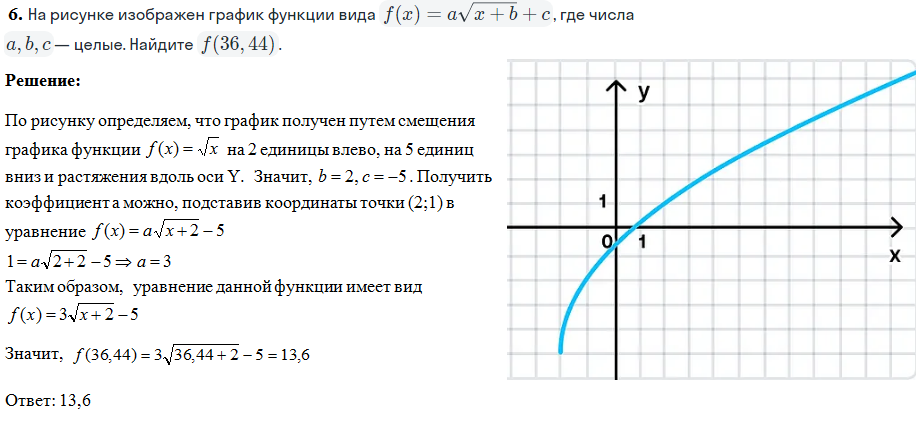 6. На рисунке изображен график функции вида f(x) = a√(x + b) + c, где числа
a, b, c — целые. Найдите f(36, 44).
Решение:
По рисунку определяем, что график получен путем смещения
графика функции f(x) = √x на 2 единицы влево, на 5 единиц
вниз и растяжения вдоль оси Y. Значит, b = 2, c = −5. Получить
коэффициент а можно, подставив координаты точки (2;1) в
уравнение f(x) = a√(x+2) − 5
1 = a√(2+2) − 5 ⇒ a = 3
Таким образом, уравнение данной функции имеет вид
f(x) = 3√(x+2) − 5
Значит, f(36,44) = 3√(36,44+2) − 5 = 13,6
Ответ: 13,6
y
1
0 1
x